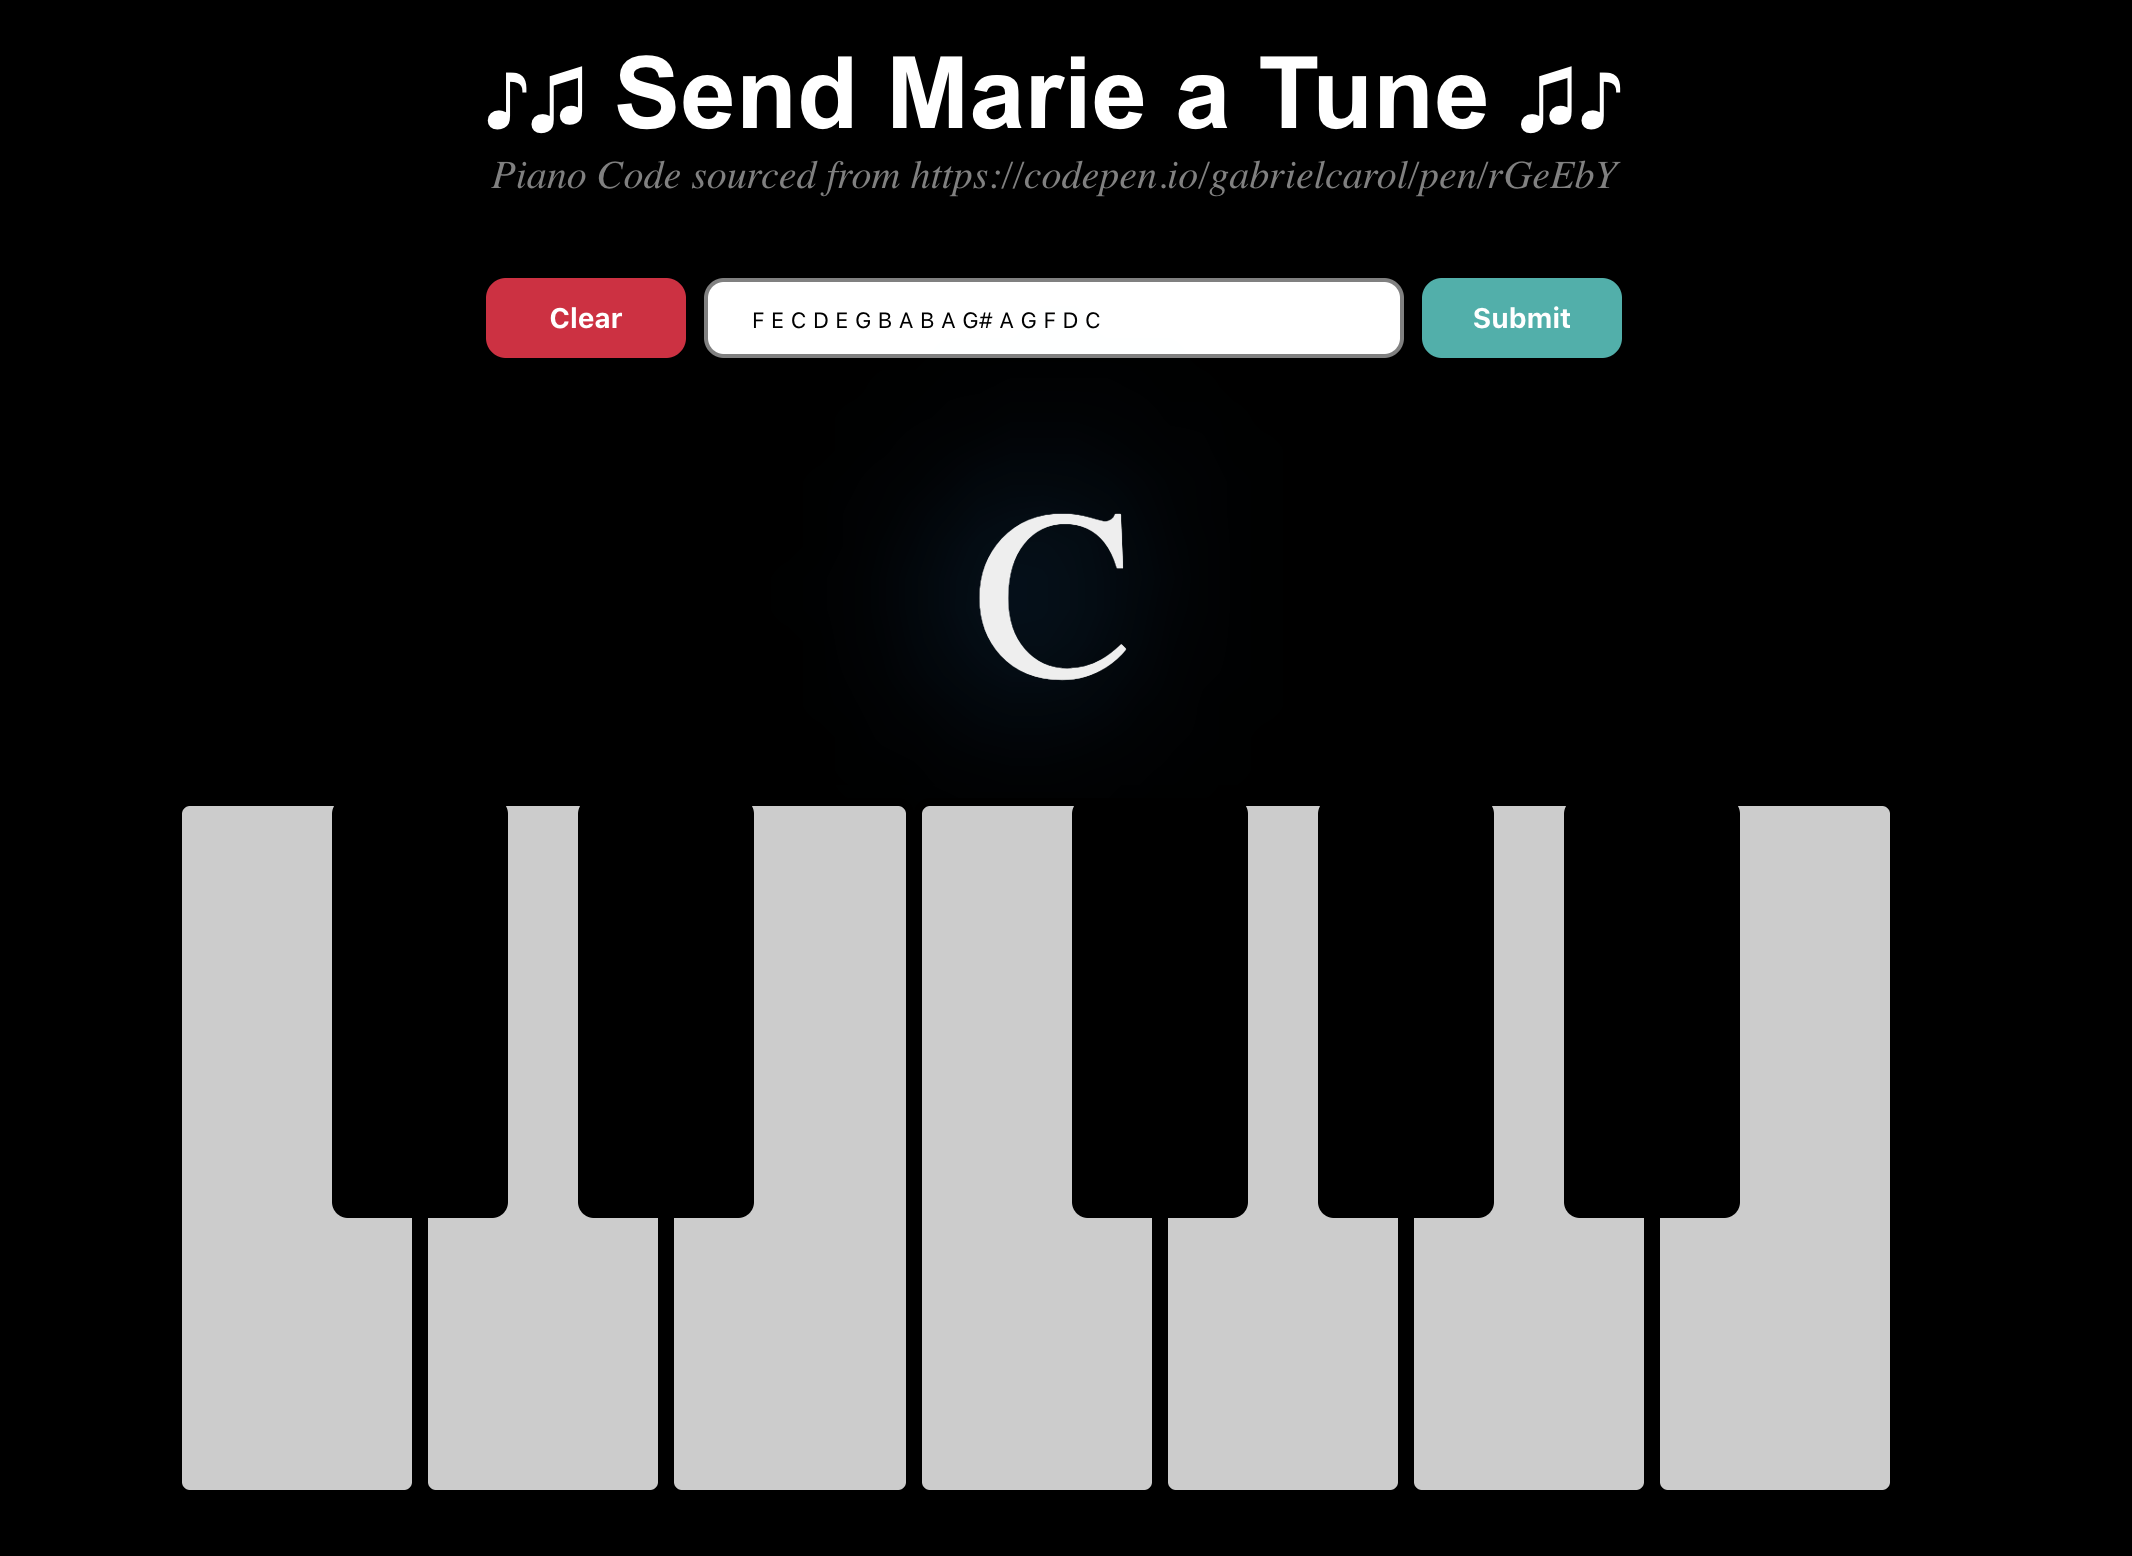 ♪♫ Send Marie a Tune ♫♪
Piano Code sourced from https://codepen.io/gabrielcarol/pen/rGeEbY
Clear
F E C D E G B A B A G# A G F D C
Submit
C